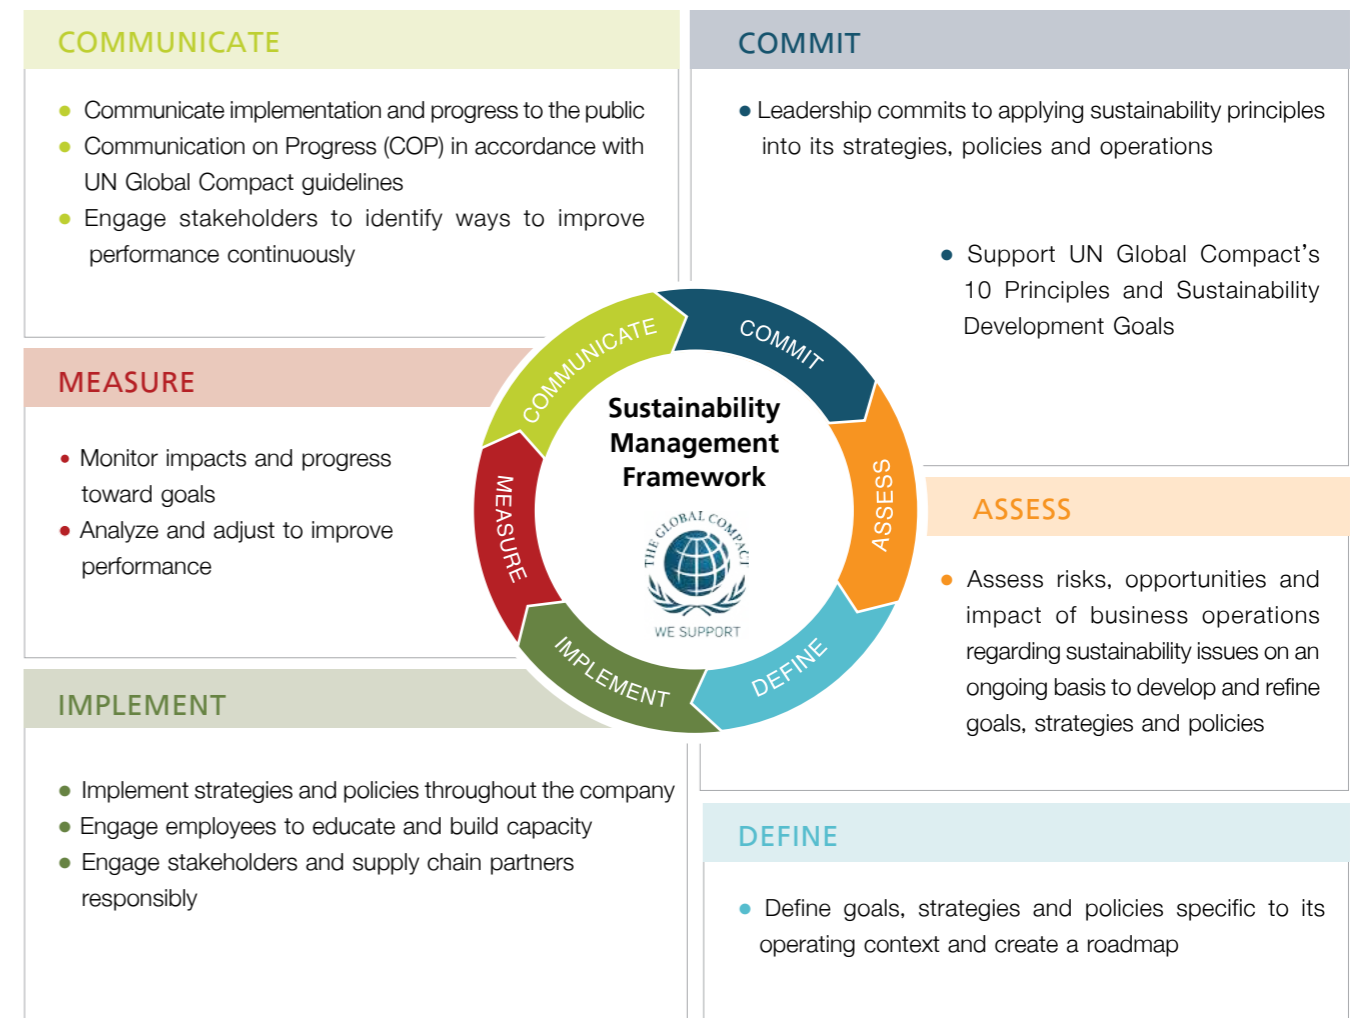 COMMUNICATE
● Communicate implementation and progress to the public
● Communication on Progress (COP) in accordance with
UN Global Compact guidelines
● Engage stakeholders to identify ways to improve
performance continuously
COMMIT
● Leadership commits to applying sustainability principles
into its strategies, policies and operations
● Support UN Global Compact's
10 Principles and Sustainability
Development Goals
MEASURE
● Monitor impacts and progress
toward goals
● Analyze and adjust to improve
performance
COMMUNICATE
COMMIT
ASSESS
DEFINE
IMPLEMENT
MEASURE
Sustainability
Management
Framework
THE GLOBAL COMPACT
WE SUPPORT
ASSESS
● Assess risks, opportunities and
impact of business operations
regarding sustainability issues on an
ongoing basis to develop and refine
goals, strategies and policies
IMPLEMENT
● Implement strategies and policies throughout the company
● Engage employees to educate and build capacity
● Engage stakeholders and supply chain partners
responsibly
DEFINE
● Define goals, strategies and policies specific to its
operating context and create a roadmap